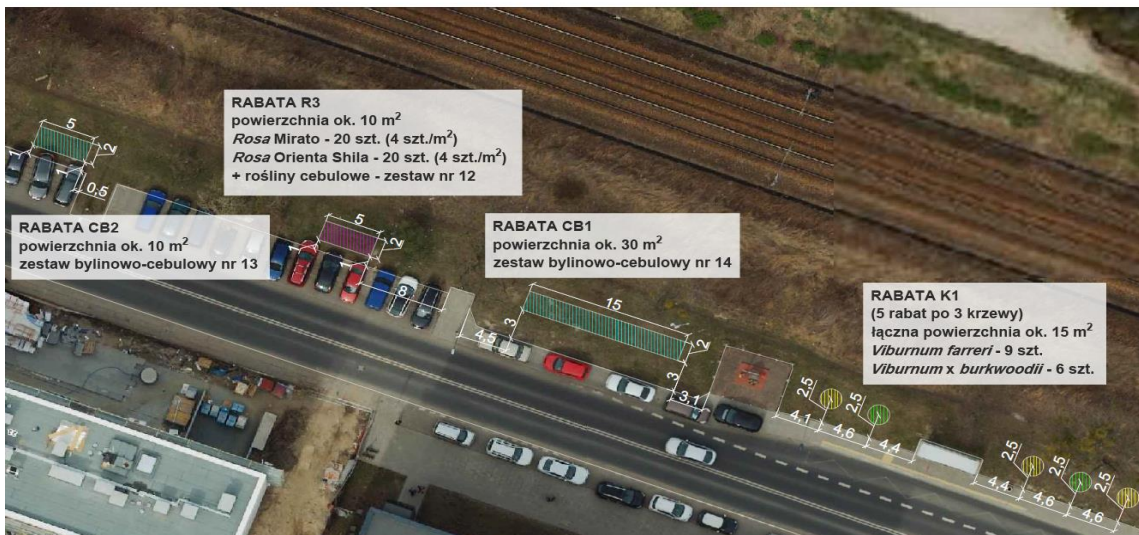 RABATA R3
powierzchnia ok. 10 m²
Rosa Mirato - 20 szt. (4 szt./m²)
Rosa Orienta Shila - 20 szt. (4 szt./m²)
+ rośliny cebulowe - zestaw nr 12
5
2
1
0,5
RABATA CB2
powierzchnia ok. 10 m²
zestaw bylinowo-cebulowy nr 13
5
2
1
1
8
RABATA CB1
powierzchnia ok. 30 m²
zestaw bylinowo-cebulowy nr 14
15
2
3
4,5
3
3,1
RABATA K1
(5 rabat po 3 krzewy)
łączna powierzchnia ok. 15 m²
Viburnum farreri - 9 szt.
Viburnum x burkwoodii - 6 szt.
2,5
2,5
4,1
4,6
4,4
2,5
2,5
2,5
4,4
4,6
4,6